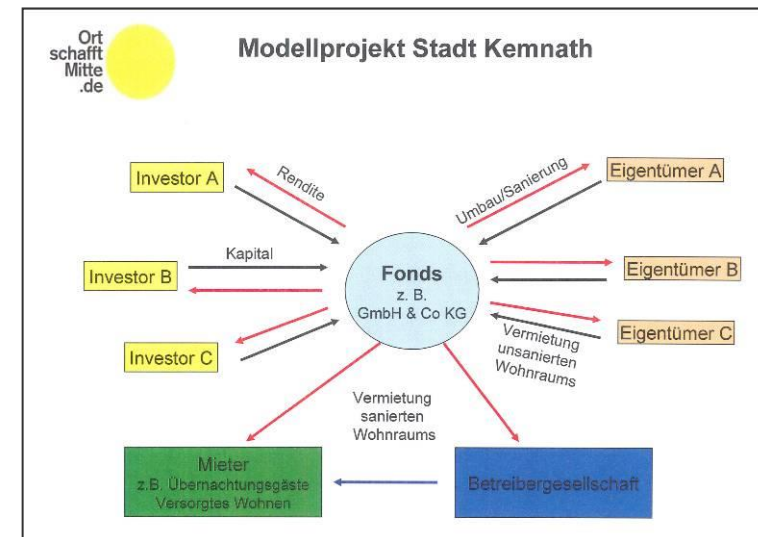 Ort
schafft
Mitte
.de
Modellprojekt Stadt Kemnath
Investor A
Rendite
Umbau/Sanierung
Eigentümer A
Investor B
Kapital
Fonds
z. B.
GmbH & Co KG
Eigentümer B
Investor C
Eigentümer C
Vermietung
unsanierten
Wohnraums
Vermietung
sanierten
Wohnraums
Mieter
z.B. Übernachtungsgäste
Versorgtes Wohnen
Betreibergesellschaft